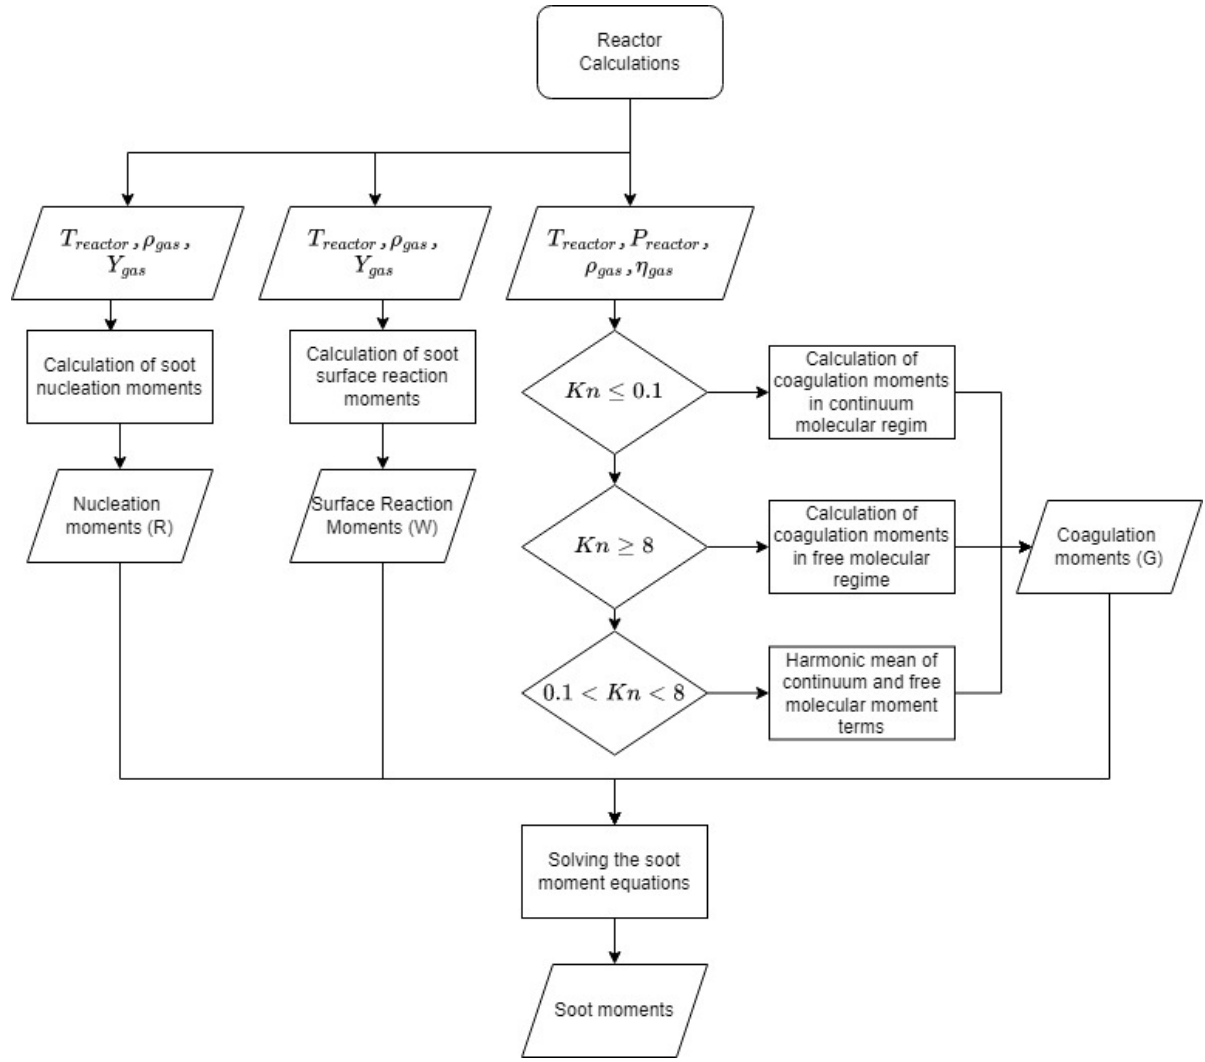 Reactor
Calculations
T_reactor, ρ_gas,
Y_gas
T_reactor, ρ_gas,
Y_gas
T_reactor, P_reactor,
ρ_gas, η_gas
Calculation of soot
nucleation moments
Calculation of soot
surface reaction
moments
Kn ≤ 0.1
Calculation of
coagulation moments
in continuum
molecular regim
Nucleation
moments (R)
Surface Reaction
Moments (W)
Kn ≥ 8
Calculation of
coagulation moments
in free molecular
regime
Coagulation
moments (G)
0.1 < Kn < 8
Harmonic mean of
continuum and free
molecular moment
terms
Solving the soot
moment equations
Soot moments